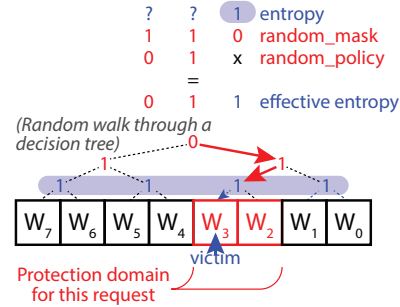 ? ? 1 entropy
1 1 0 random_mask
0 1 x random_policy
=
0 1 1 effective entropy
(Random walk through a
decision tree)
0
1 1
1 1 1 1
W7 W6 W5 W4 W3 W2 W1 W0
victim
Protection domain
for this request